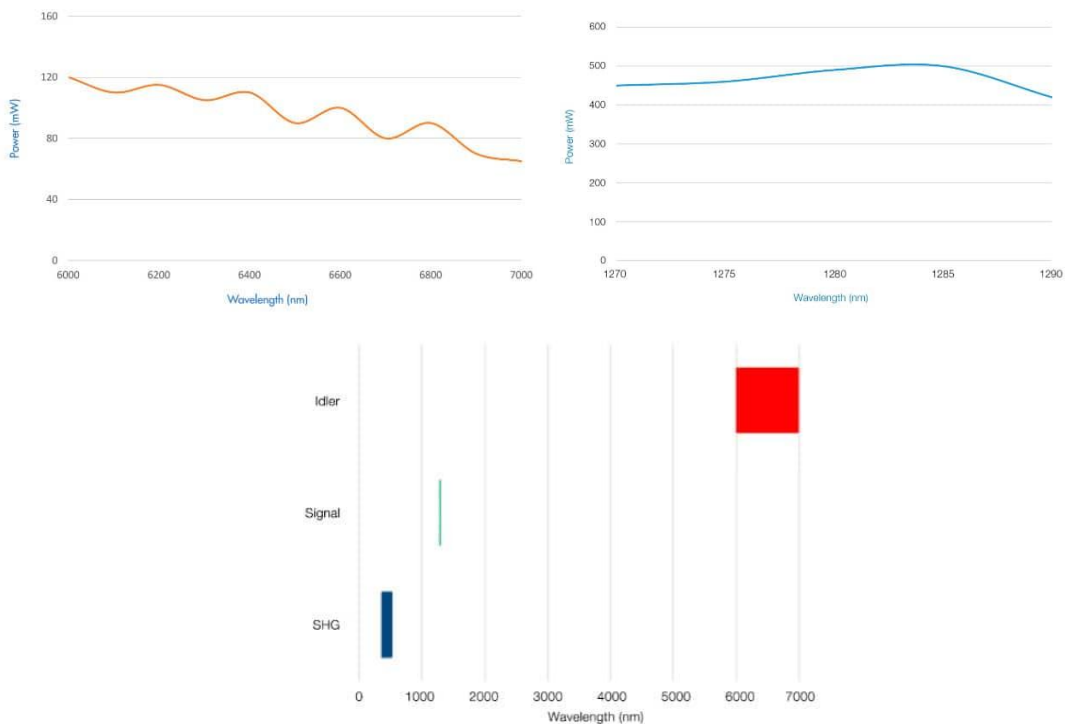 160
120
80
40
0
Power (mW)
6000 6200 6400 6600 6800 7000
Wavelength (nm)
600
500
400
300
200
100
0
Power (mW)
1270 1275 1280 1285 1290
Wavelength (nm)
Idler
Signal
SHG
0 1000 2000 3000 4000 5000 6000 7000
Wavelength (nm)